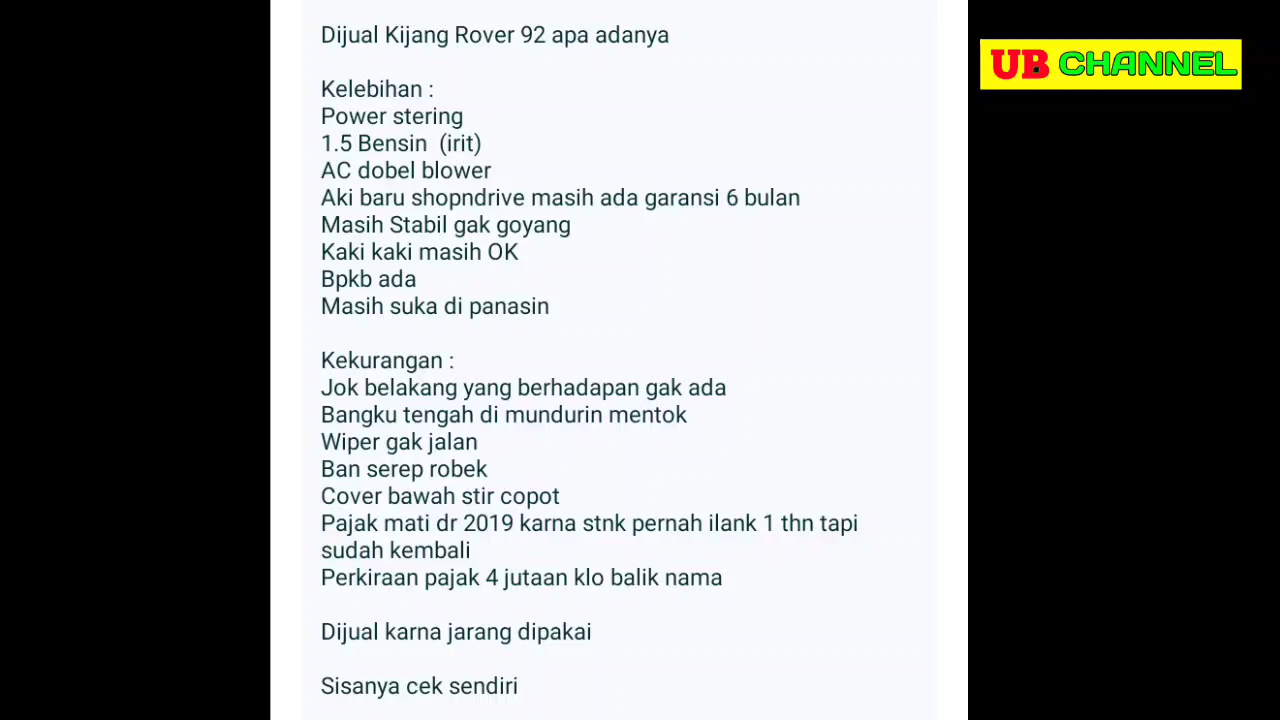 Dijual Kijang Rover 92 apa adanya
Kelebihan :
Power stering
1.5 Bensin (irit)
AC dobel blower
Aki baru shopndrive masih ada garansi 6 bulan
Masih Stabil gak goyang
Kaki kaki masih OK
Bpkb ada
Masih suka di panasin
Kekurangan :
Jok belakang yang berhadapan gak ada
Bangku tengah di mundurin mentok
Wiper gak jalan
Ban serep robek
Cover bawah stir copot
Pajak mati dr 2019 karna stnk pernah ilank 1 thn tapi
sudah kembali
Perkiraan pajak 4 jutaan klo balik nama
Dijual karna jarang dipakai
Sisanya cek sendiri
UB CHANNEL